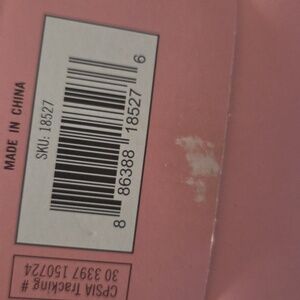 MADE IN CHINA
SKU: 18527
8 86388 18527 6
CPSIA Tracking #
30 3397 150724